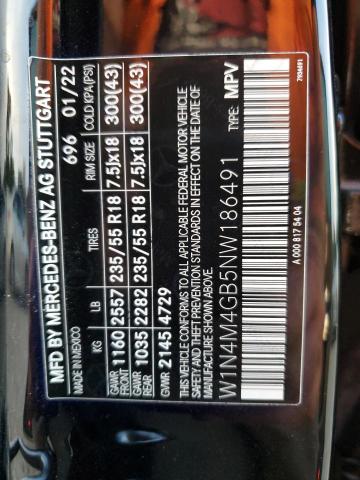 MFD BY MERCEDES-BENZ AG STUTTGART
MADE IN MEXICO 696 01/22
KG LB TIRES RIM SIZE COLD KPA(PSI)
GAWR FRONT 1160 2557 235/55 R18 7.5Jx18 300(43)
GAWR REAR 1035 2282 235/55 R18 7.5Jx18 300(43)
GVWR 2145 4729
THIS VEHICLE CONFORMS TO ALL APPLICABLE FEDERAL MOTOR VEHICLE
SAFETY AND THEFT PREVENTION STANDARDS IN EFFECT ON THE DATE OF
MANUFACTURE SHOWN ABOVE.
W1N4M4GB5NW186491 TYPE: MPV
A 000 817 54 04
7934691